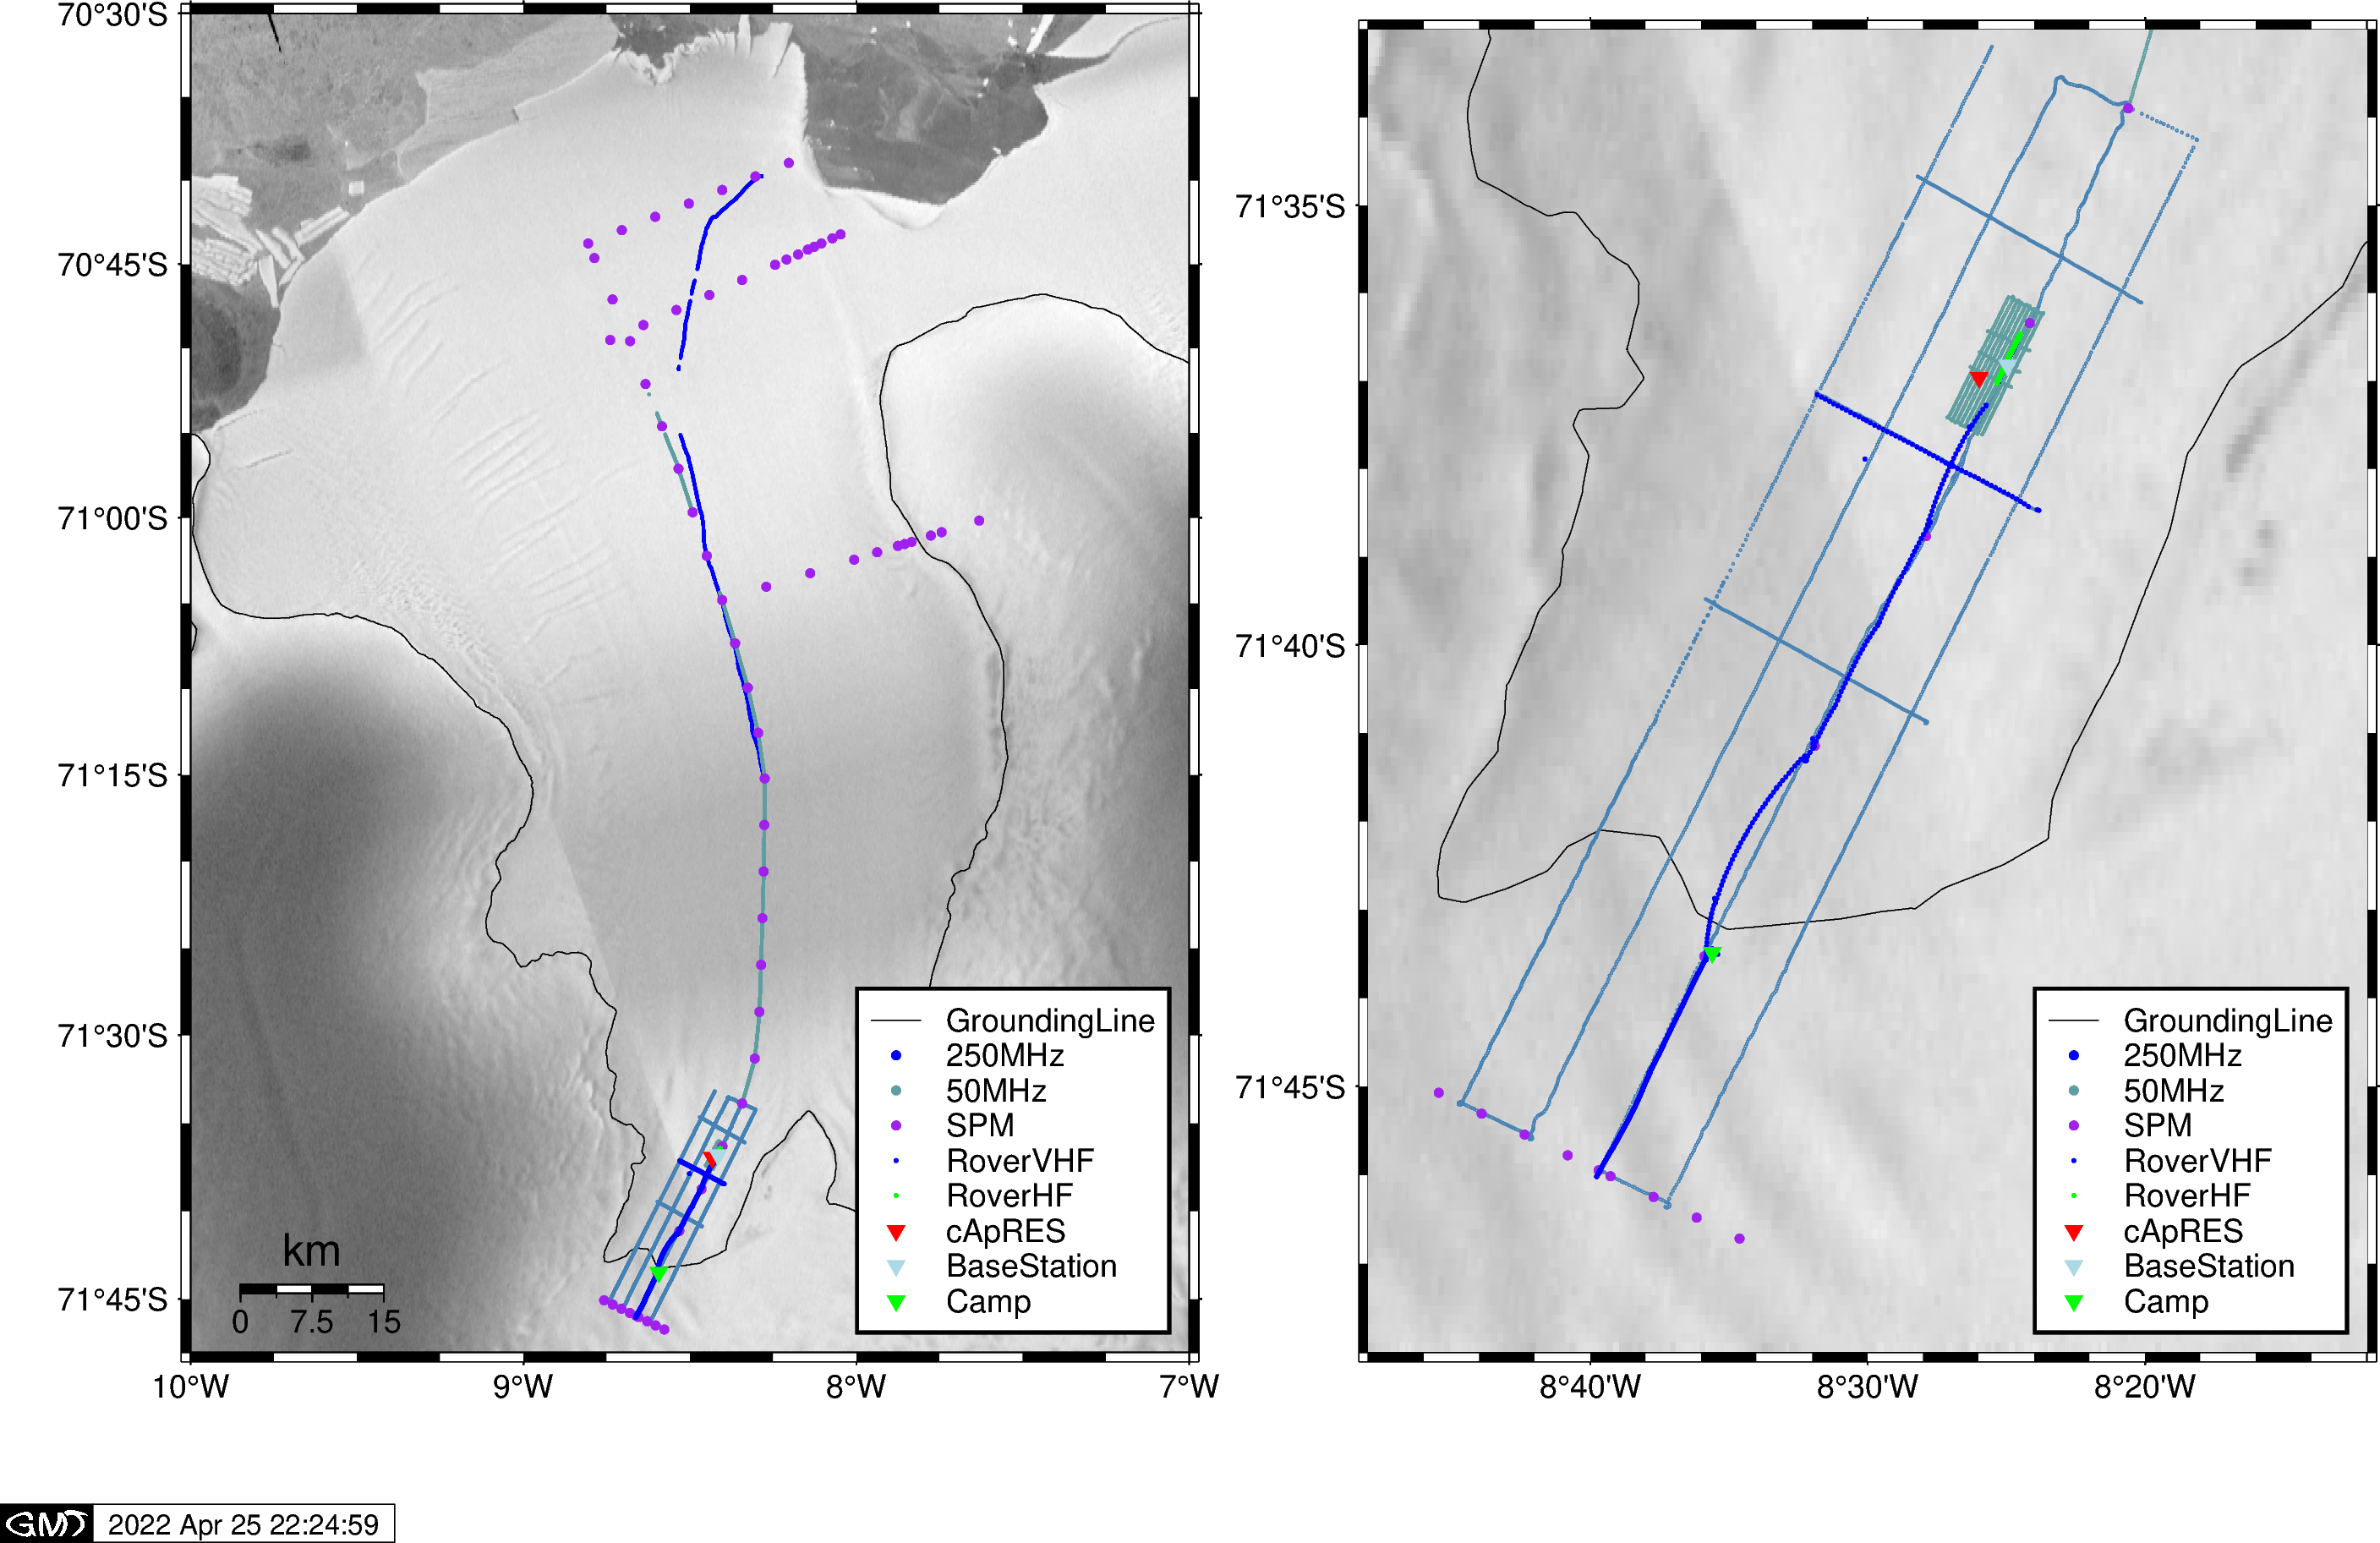 70°30'S
70°45'S
71°00'S
71°15'S
71°30'S
71°45'S
10°W
9°W
8°W
7°W
km
0 7.5 15
GroundingLine
250MHz
50MHz
SPM
RoverVHF
RoverHF
cApRES
BaseStation
Camp
71°35'S
71°40'S
71°45'S
8°40'W
8°30'W
8°20'W
GroundingLine
250MHz
50MHz
SPM
RoverVHF
RoverHF
cApRES
BaseStation
Camp
GMT 2022 Apr 25 22:24:59